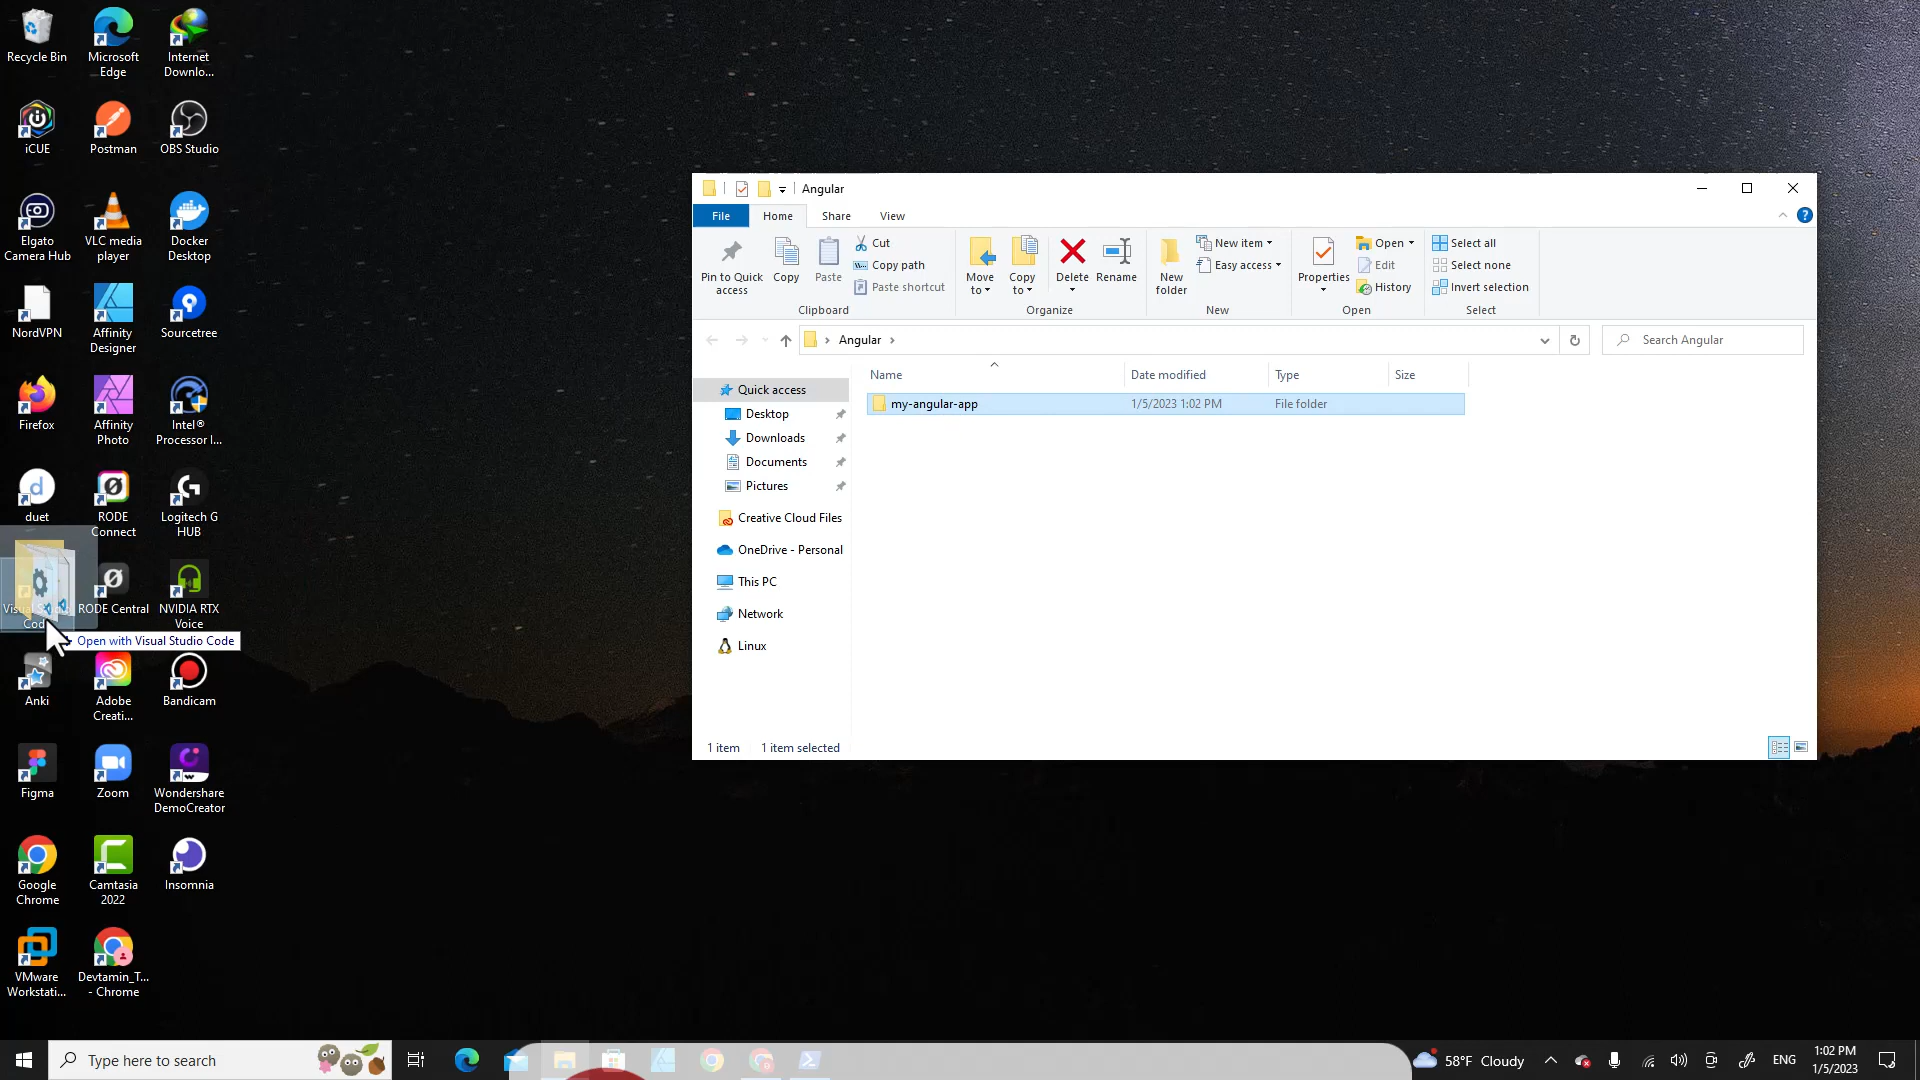 Recycle Bin
Microsoft
Edge
Internet
Downlo...
iCUE
Postman
OBS Studio
Elgato
Camera Hub
VLC media
player
Docker
Desktop
NordVPN
Affinity
Designer
Sourcetree
Firefox
Affinity
Photo
Intel®
Processor I...
duet
RODE
Connect
Logitech G
HUB
RODE Central
NVIDIA RTX
Voice
Open with Visual Studio Code
Anki
Adobe
Creati...
Bandicam
Figma
Zoom
Wondershare
DemoCreator
Google
Chrome
Camtasia
2022
Insomnia
VMware
Workstati...
Devtamin_T...
- Chrome
Angular
File
Home
Share
View
Pin to Quick
access
Copy
Paste
Cut
Copy path
Paste shortcut
Clipboard
Move
to
Copy
to
Delete
Rename
Organize
New
folder
New item
Easy access
New
Properties
Open
Edit
History
Open
Select all
Select none
Invert selection
Select
Angular
Search Angular
Name
Date modified
Type
Size
my-angular-app
1/5/2023 1:02 PM
File folder
Quick access
Desktop
Downloads
Documents
Pictures
Creative Cloud Files
OneDrive - Personal
This PC
Network
Linux
1 item
1 item selected
Type here to search
58°F Cloudy
ENG
1:02 PM
1/5/2023